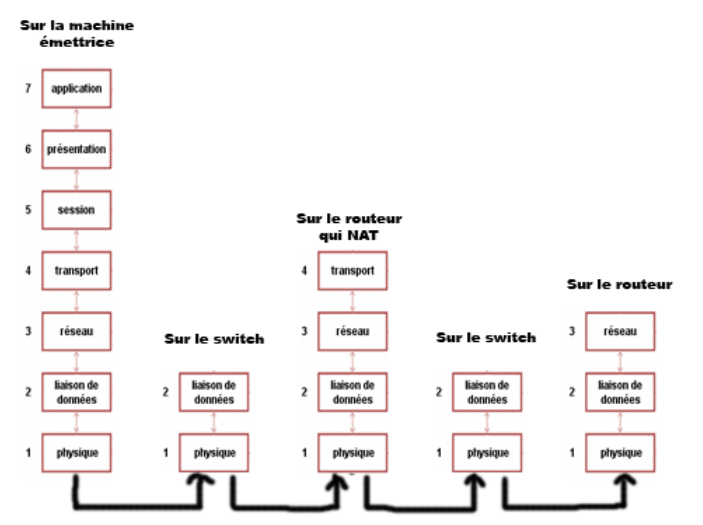 Sur la machine
émettrice
7 application
6 présentation
5 session
4 transport
3 réseau
2 liaison de
données
1 physique
Sur le switch
2 liaison de
données
1 physique
Sur le routeur
qui NAT
4 transport
3 réseau
2 liaison de
données
1 physique
Sur le switch
2 liaison de
données
1 physique
Sur le routeur
3 réseau
2 liaison de
données
1 physique